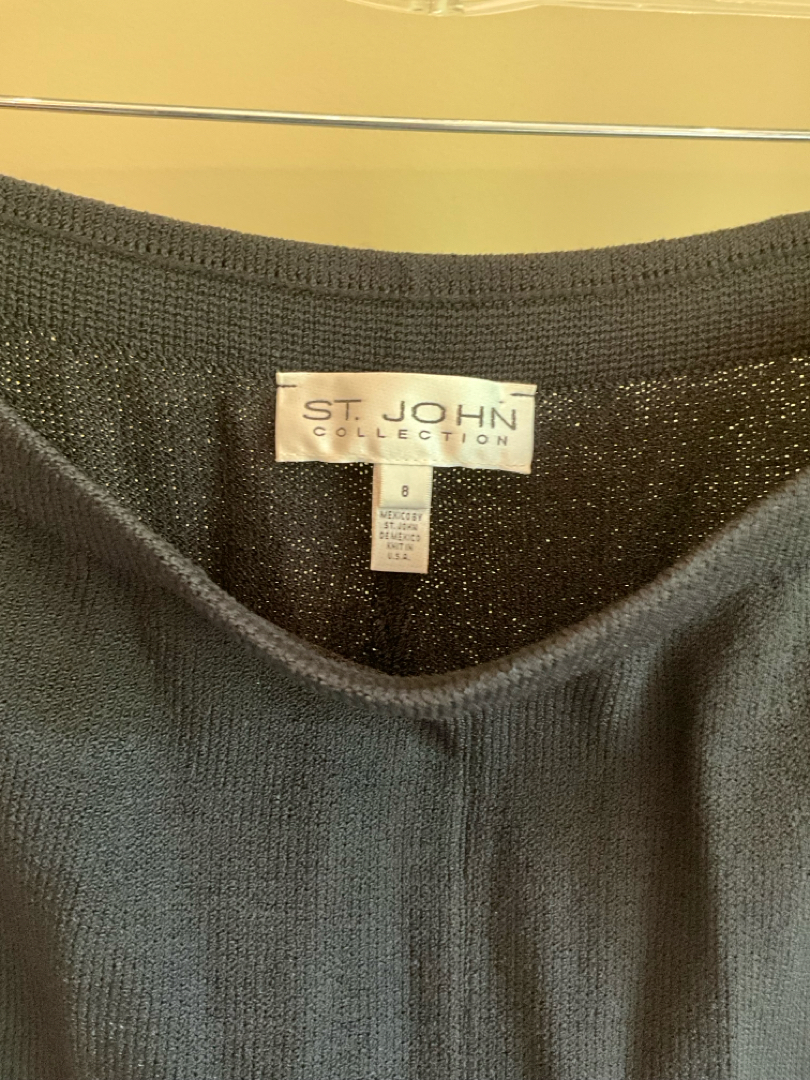 ST. JOHN
COLLECTION
8
MEXICO BY
ST. JOHN
DE MEXICO
KNIT IN
U.S.A.